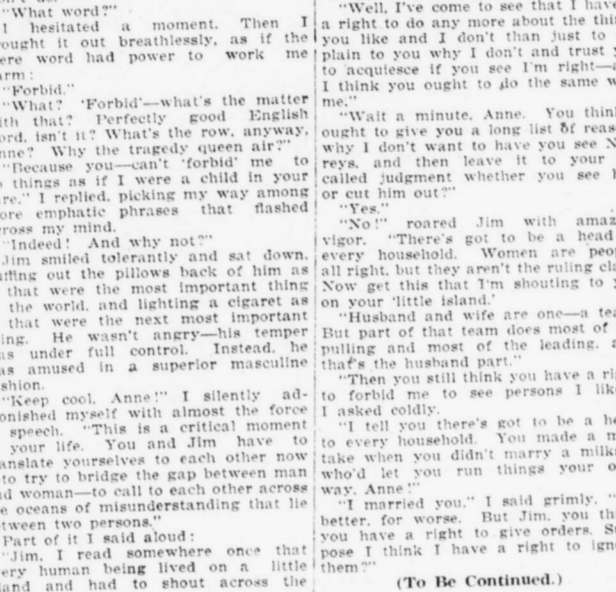 "What word?"
I hesitated a moment. Then I
ought it out breathlessly, as if the
ere word had power to work me
arm:
"Forbid."
"What? 'Forbid'—what's the matter
ith that? Perfectly good English
ord, isn't it? What's the row, anyway,
nne? Why the tragedy queen air?"
"Because you—can't 'forbid' me to
things as if I were a child in your
re." I replied, picking my way among
ore emphatic phrases that flashed
ross my mind.
"Indeed! And why not?"
Jim smiled tolerantly and sat down,
uffing out the pillows back of him as
that were the most important thing
the world, and lighting a cigaret as
that were the next most important
ing. He wasn't angry—his temper
as under full control. Instead, he
as amused in a superior masculine
shion.
"Keep cool, Anne!" I silently ad-
onished myself with almost the force
speech. "This is a critical moment
your life. You and Jim have to
anslate yourselves to each other now
to try to bridge the gap between man
nd woman—to call to each other across
e oceans of misunderstanding that lie
tween two persons."
Part of it I said aloud:
"Jim, I read somewhere once that
ery human being lived on a little
land and had to shout across the
"Well, I've come to see that I have
a right to do any more about the thin
you like and I don't than just to
plain to you why I don't and trust y
to acquiesce if you see I'm right—a
I think you ought to do the same w
me."
"Wait a minute, Anne. You think
ought to give you a long list of reas
why I don't want to have you see N
reys, and then leave it to your
called judgment whether you see h
or cut him out?"
"Yes."
"No!" roared Jim with amaz
vigor. "There's got to be a head
every household. Women are peop
all right, but they aren't the ruling cla
Now get this that I'm shouting to y
on your 'little island.'
"Husband and wife are one—a tea
But part of that team does most of
pulling and most of the leading, a
that's the husband part."
"Then you still think you have a rig
to forbid me to see persons I like
I asked coldly.
"I tell you there's got to be a he
to every household. You made a m
take when you didn't marry a milks
who'd let you run things your o
way, Anne!"
"I married you," I said grimly,
better, for worse. But Jim, you thi
you have a right to give orders. Su
pose I think I have a right to igno
them?"
(To Be Continued.)